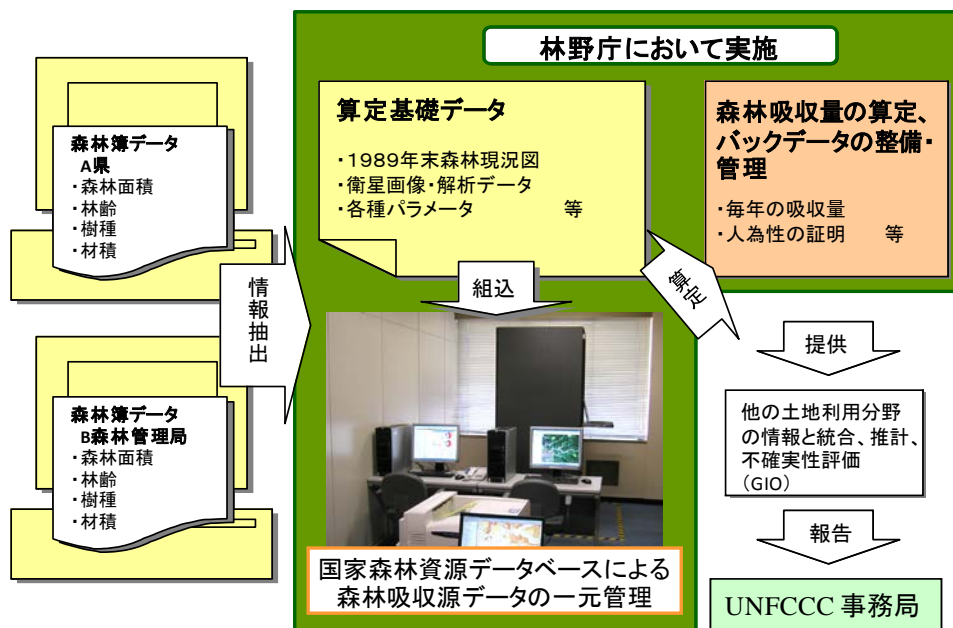 林野庁において実施
森林簿データ
A県
・森林面積
・林齢
・樹種
・材積
森林簿データ
B森林管理局
・森林面積
・林齢
・樹種
・材積
情報抽出
算定基礎データ
・1989年末森林現況図
・衛星画像・解析データ
・各種パラメータ 等
組込
国家森林資源データベースによる
森林吸収源データの一元管理
算定
森林吸収量の算定、
バックデータの整備・
管理
・毎年の吸収量
・人為性の証明 等
提供
他の土地利用分野
の情報と統合、推計、
不確実性評価
(GIO)
報告
UNFCCC 事務局